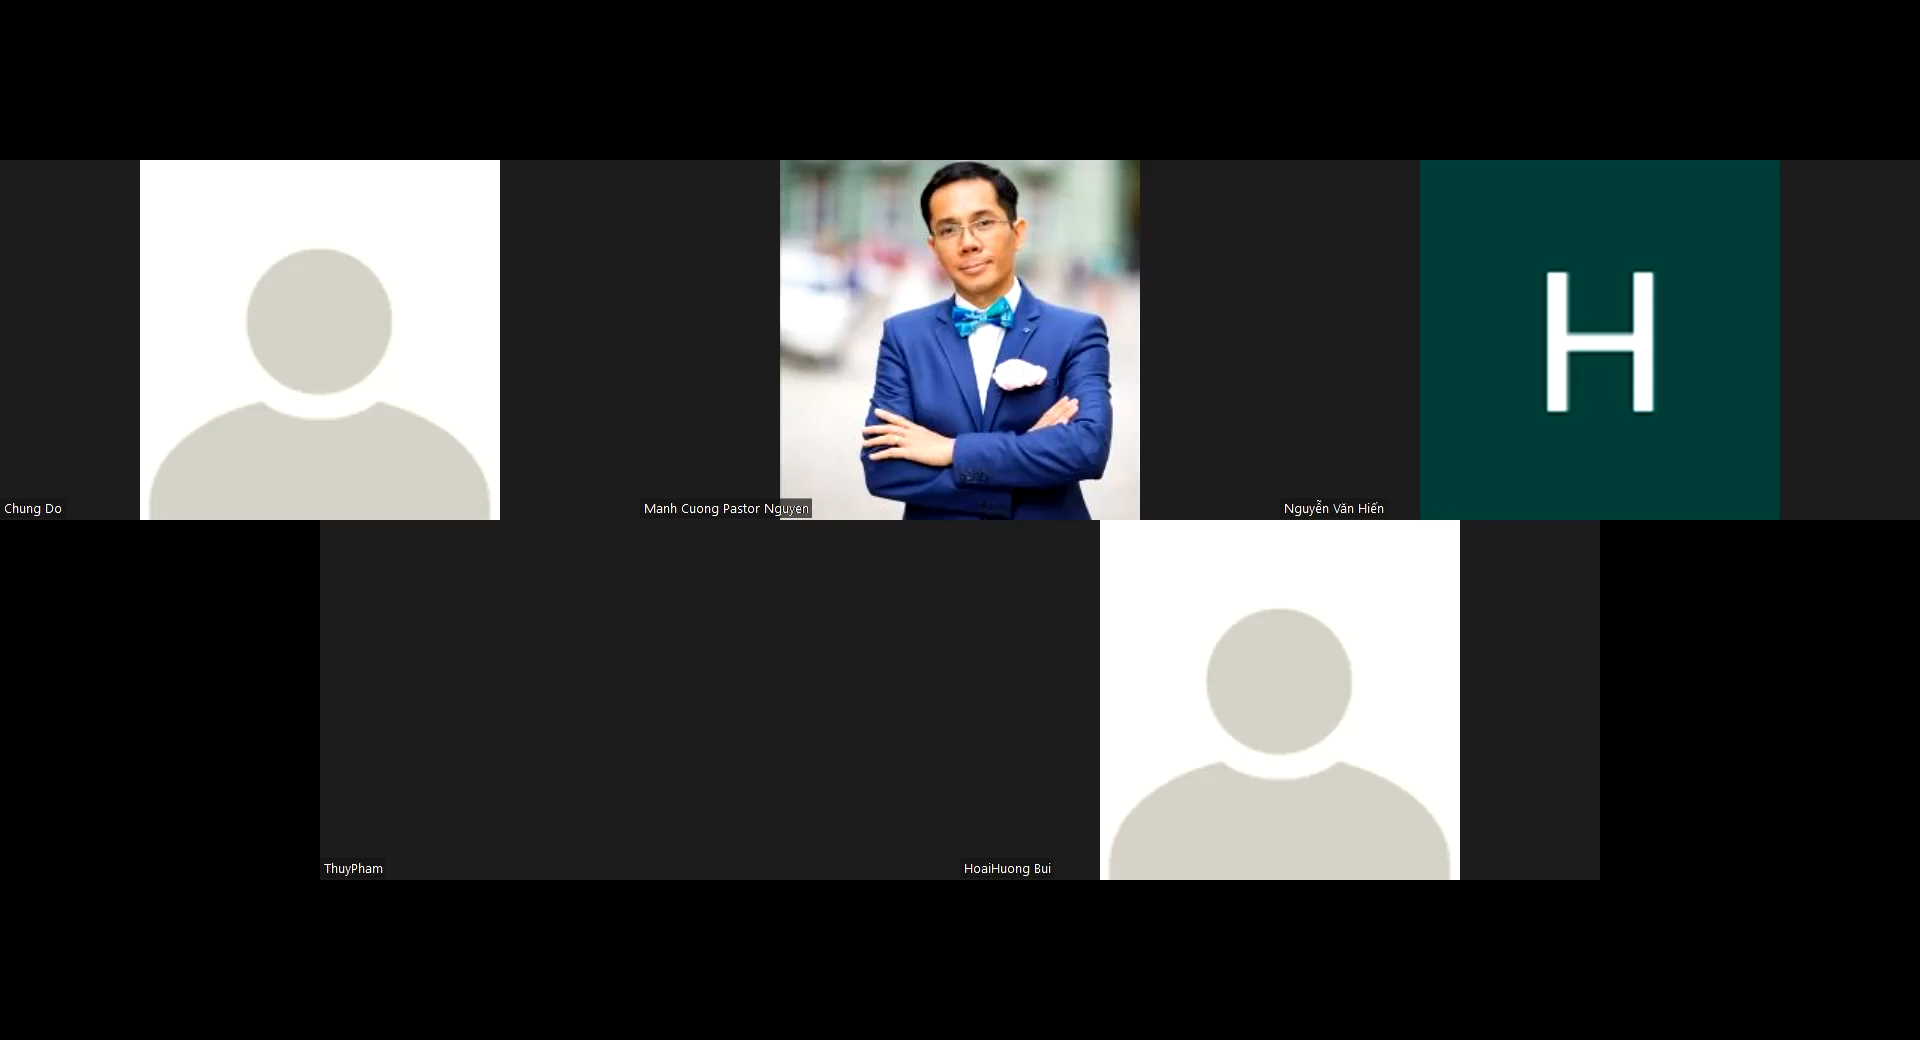 H
Chung Do
Manh Cuong Pastor Nguyen
Nguyễn Văn Hiến
ThuyPham
HoaiHuong Bui